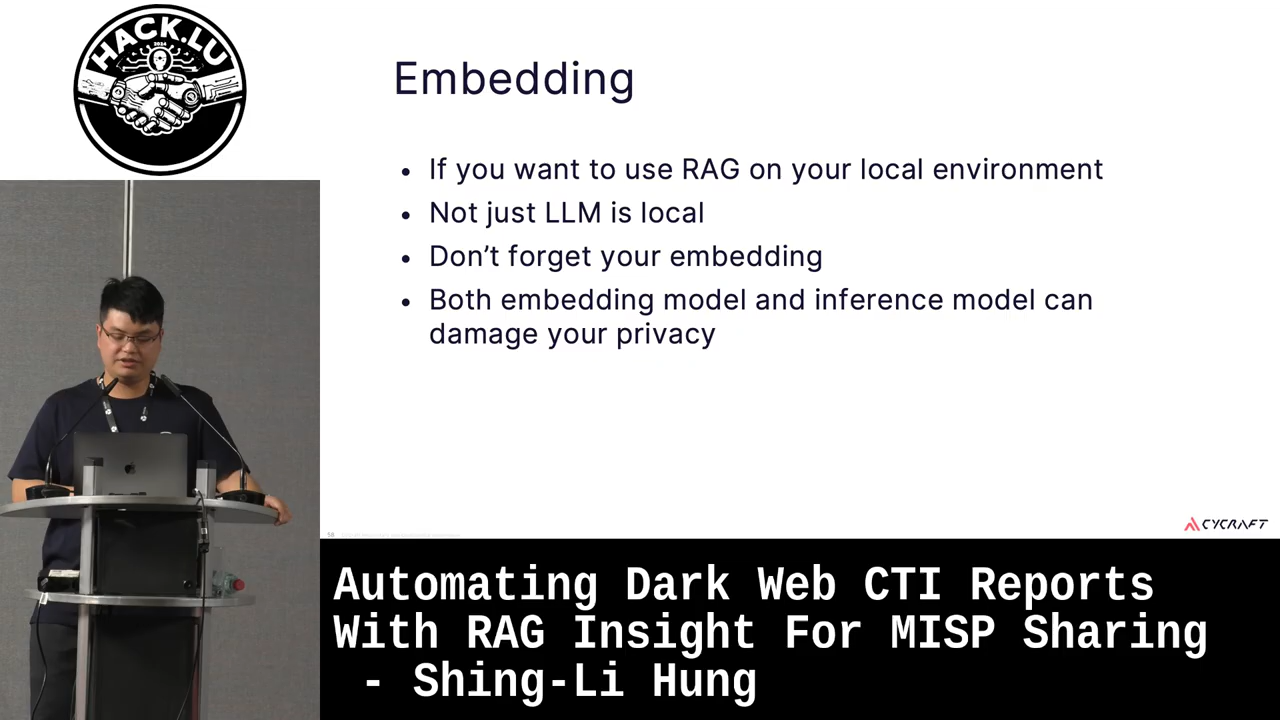 HACK.LU
2024
Embedding
• If you want to use RAG on your local environment
• Not just LLM is local
• Don’t forget your embedding
• Both embedding model and inference model can
damage your privacy
58
CYCRAFT
Automating Dark Web CTI Reports
With RAG Insight For MISP Sharing
- Shing-Li Hung